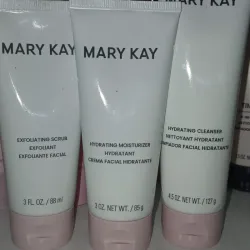 MARY KAY
EXFOLIATING SCRUB
EXFOLIANT
EXFOLIANTE FACIAL
2 FL. OZ. / 88 ml
MARY KAY
HYDRATING MOISTURIZER
HYDRATANT
CREMA FACIAL HIDRATANTE
3 OZ. NET WT. / 85 g
MARY KAY
HYDRATING CLEANSER
NETTOYANT HYDRATANT
LIMPIADOR FACIAL HIDRATANTE
4.5 OZ. NET WT. / 127 g